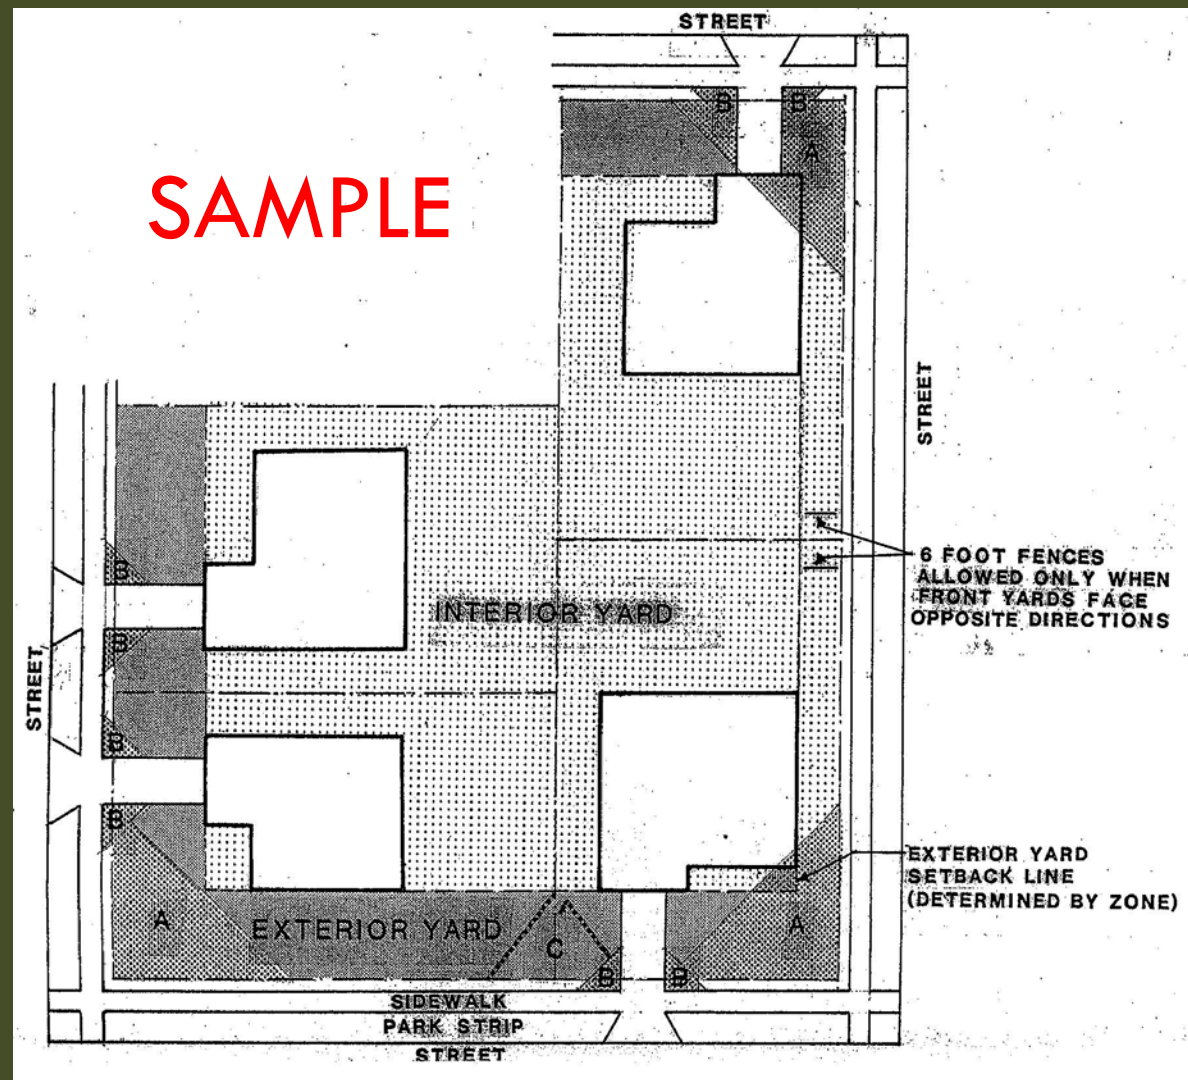 STREET
B
B
A
SAMPLE
STREET
6 FOOT FENCES
ALLOWED ONLY WHEN
FRONT YARDS FACE
OPPOSITE DIRECTIONS
B
INTERIOR YARD
B
STREET
B
B
EXTERIOR YARD
SETBACK LINE
(DETERMINED BY ZONE)
A
EXTERIOR YARD
C
A
B
B
SIDEWALK
PARK STRIP
STREET